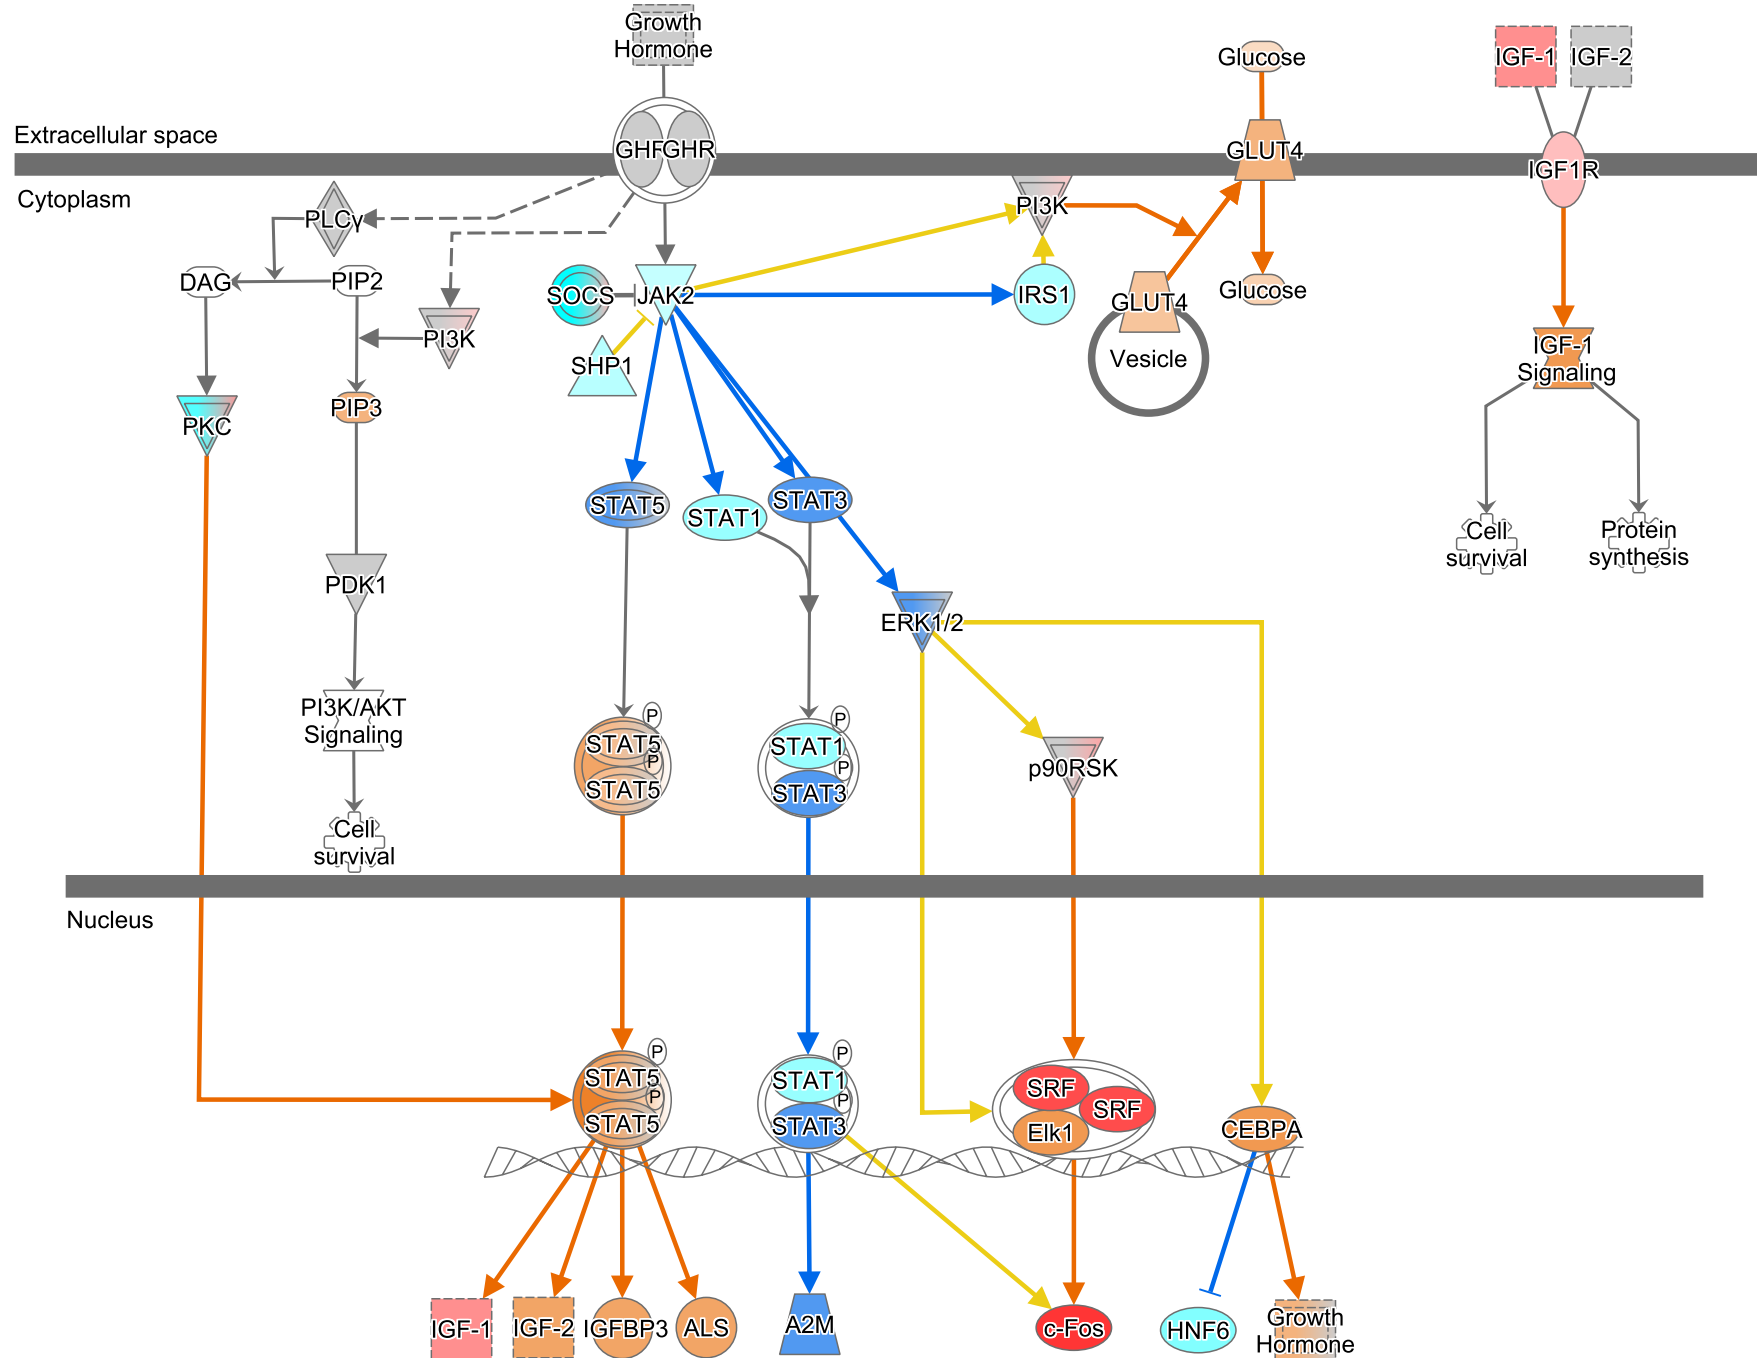 Growth
Hormone
Glucose
IGF-1
IGF-2
Extracellular space
GHR
GHR
GLUT4
IGF1R
Cytoplasm
PLCγ
PI3K
DAG
PIP2
SOCS
JAK2
IRS1
GLUT4
Glucose
PI3K
SHP1
Vesicle
IGF-1
Signaling
PKC
PIP3
STAT5
STAT1
STAT3
Cell
survival
Protein
synthesis
PDK1
ERK1/2
PI3K/AKT
Signaling
P
STAT5
P
STAT5
P
STAT1
P
STAT3
p90RSK
Cell
survival
Nucleus
P
STAT5
P
STAT5
P
STAT1
P
STAT3
SRF
SRF
Elk1
CEBPA
IGF-1
IGF-2
IGFBP3
ALS
A2M
c-Fos
HNF6
Growth
Hormone